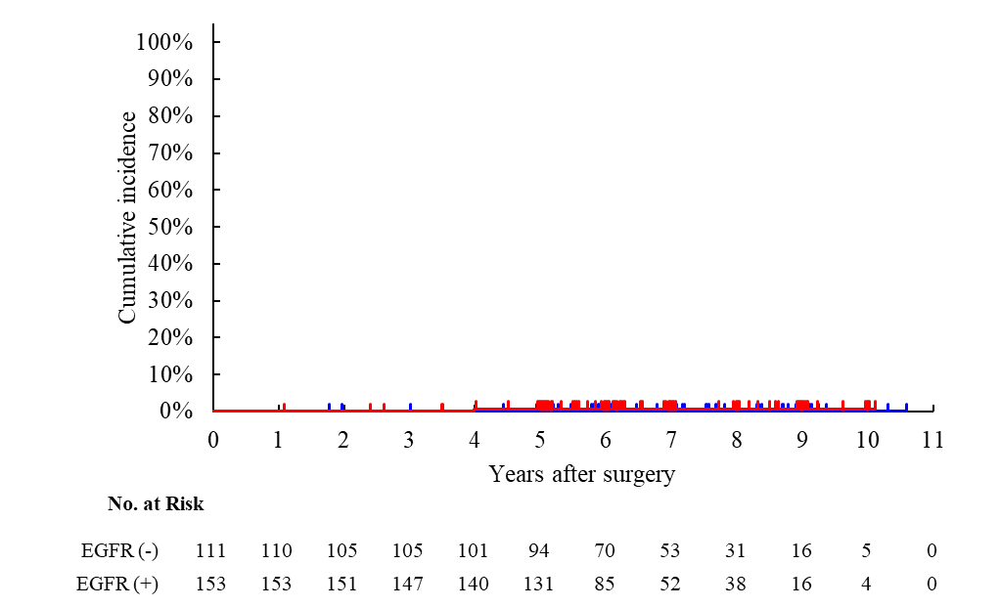 100%
90%
80%
70%
60%
50%
40%
30%
20%
10%
0%
Cumulative incidence
0 1 2 3 4 5 6 7 8 9 10 11
Years after surgery
No. at Risk
EGFR (-) 111 110 105 105 101 94 70 53 31 16 5 0
EGFR (+) 153 153 151 147 140 131 85 52 38 16 4 0